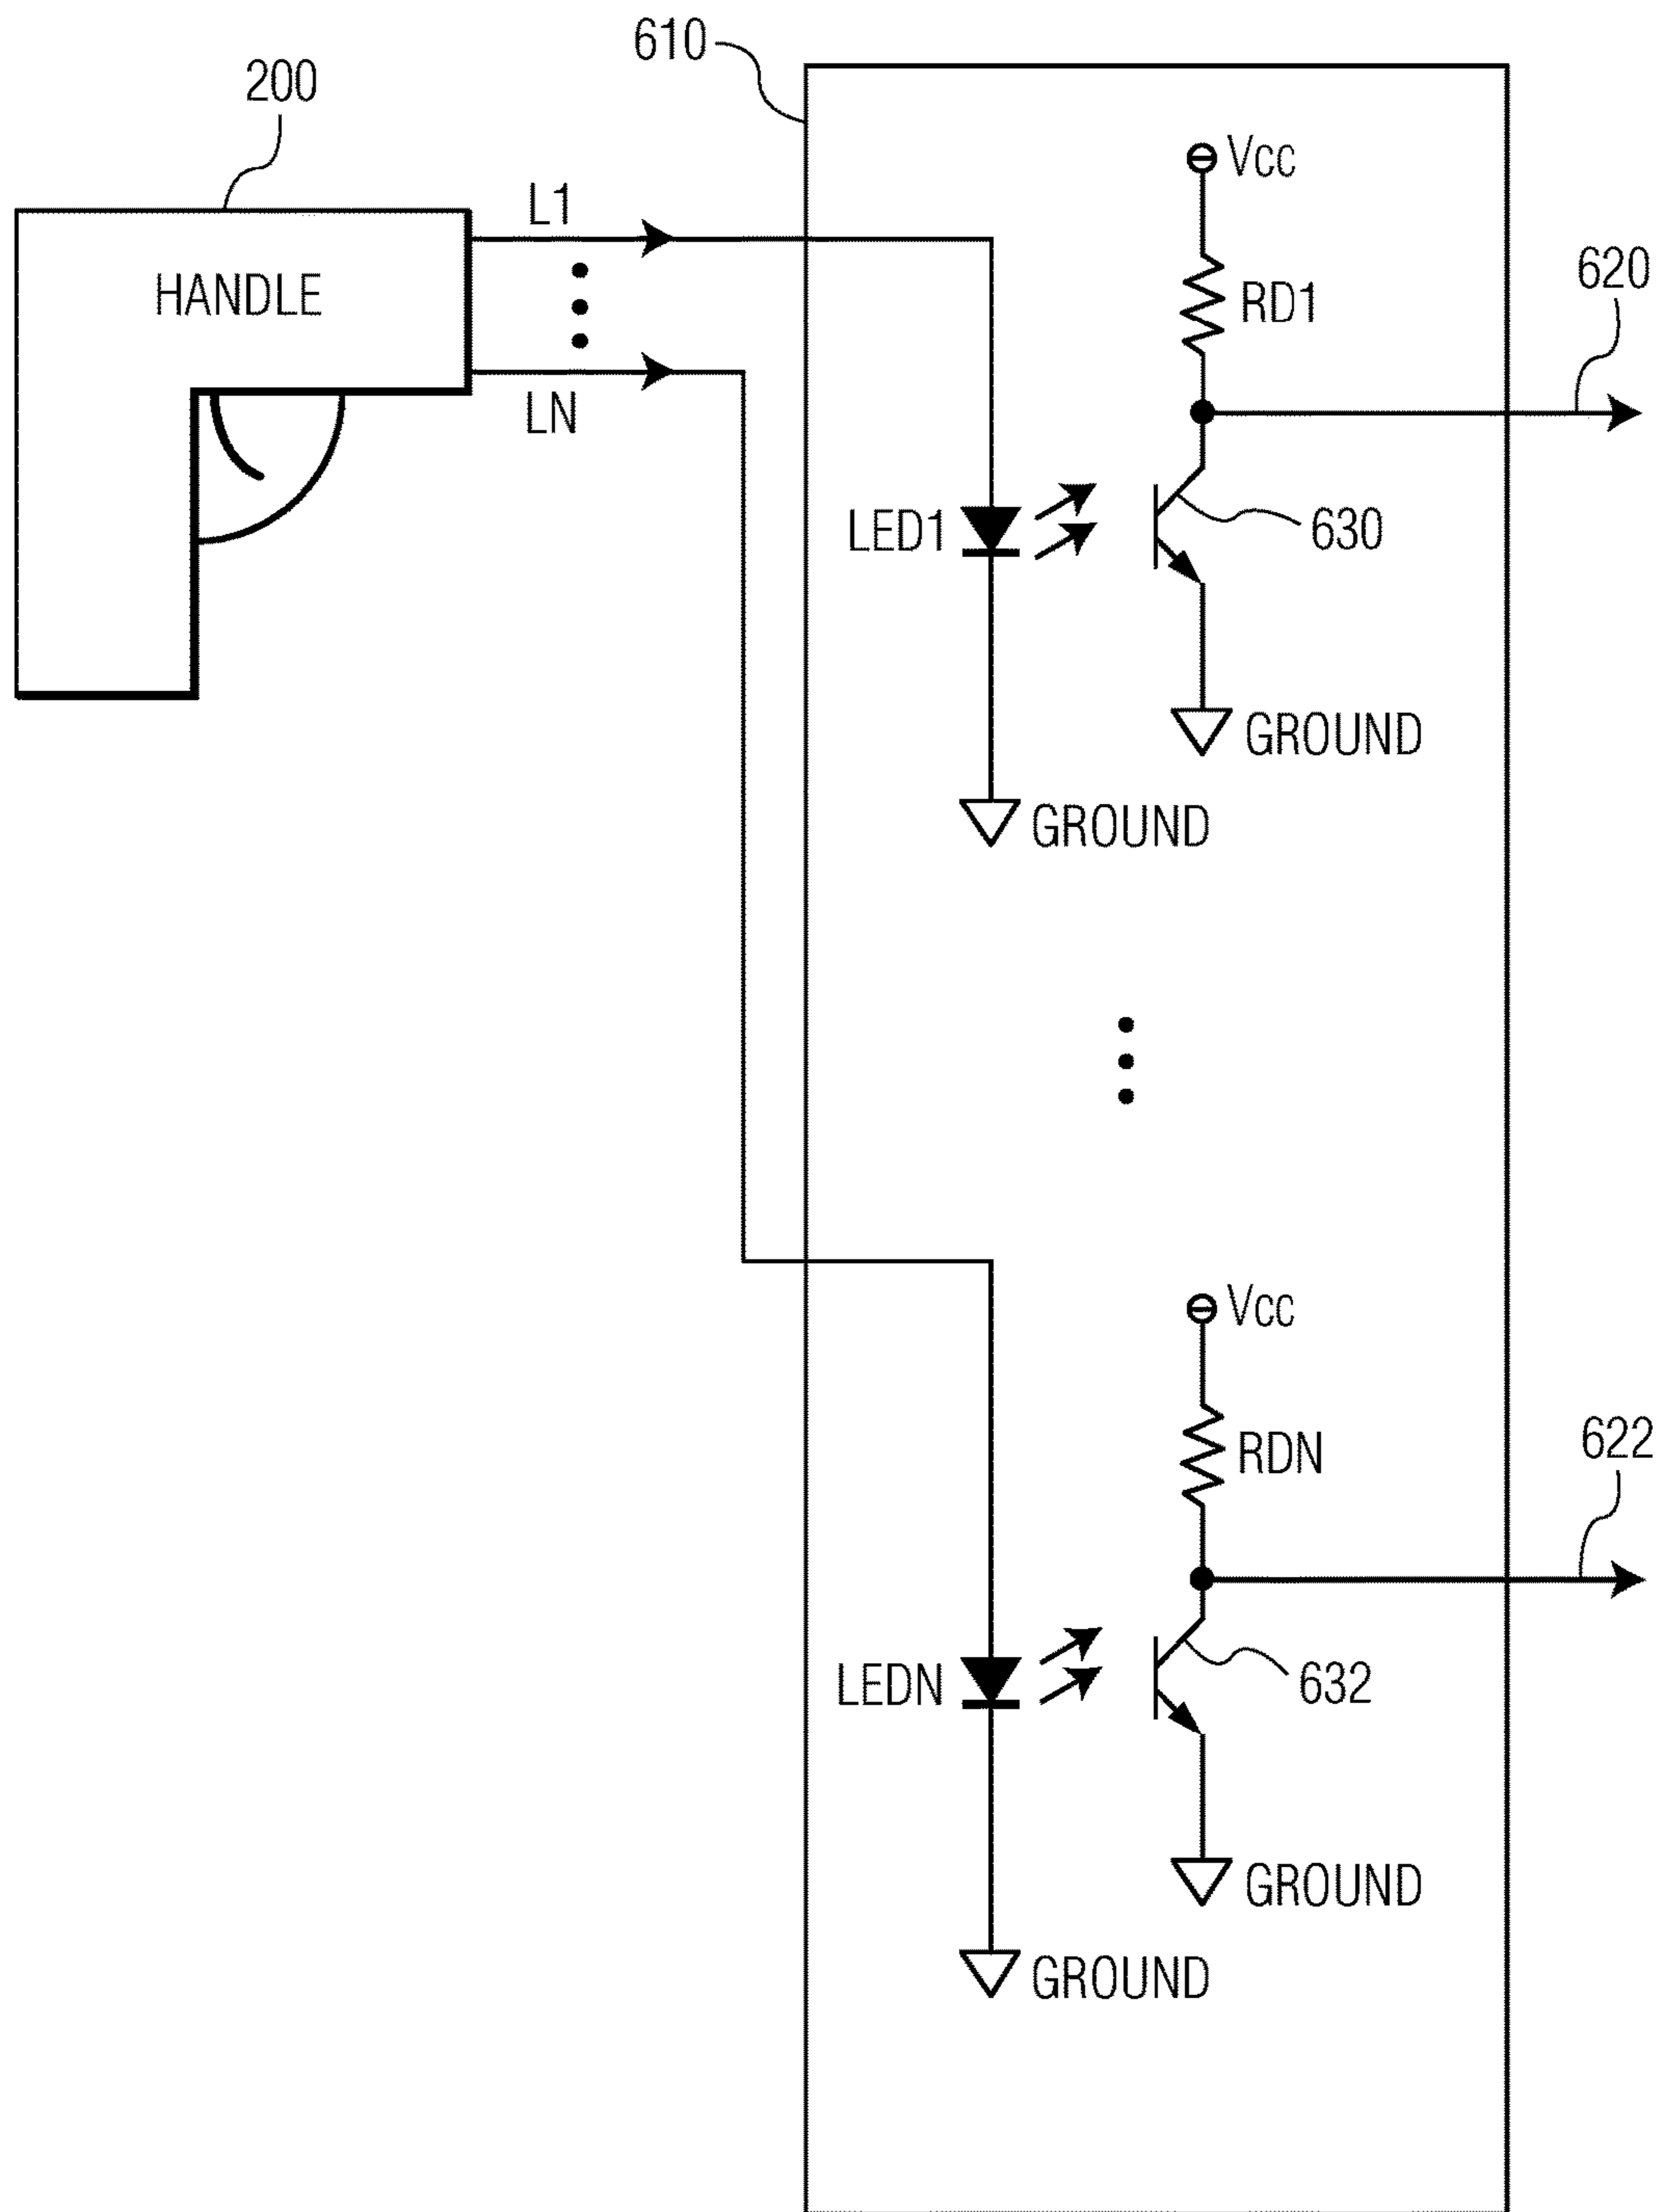 610
200
VCC
L1
HANDLE
RD1
620
LN
LED1
630
GROUND
GROUND
VCC
RDN
622
LEDN
632
GROUND
GROUND